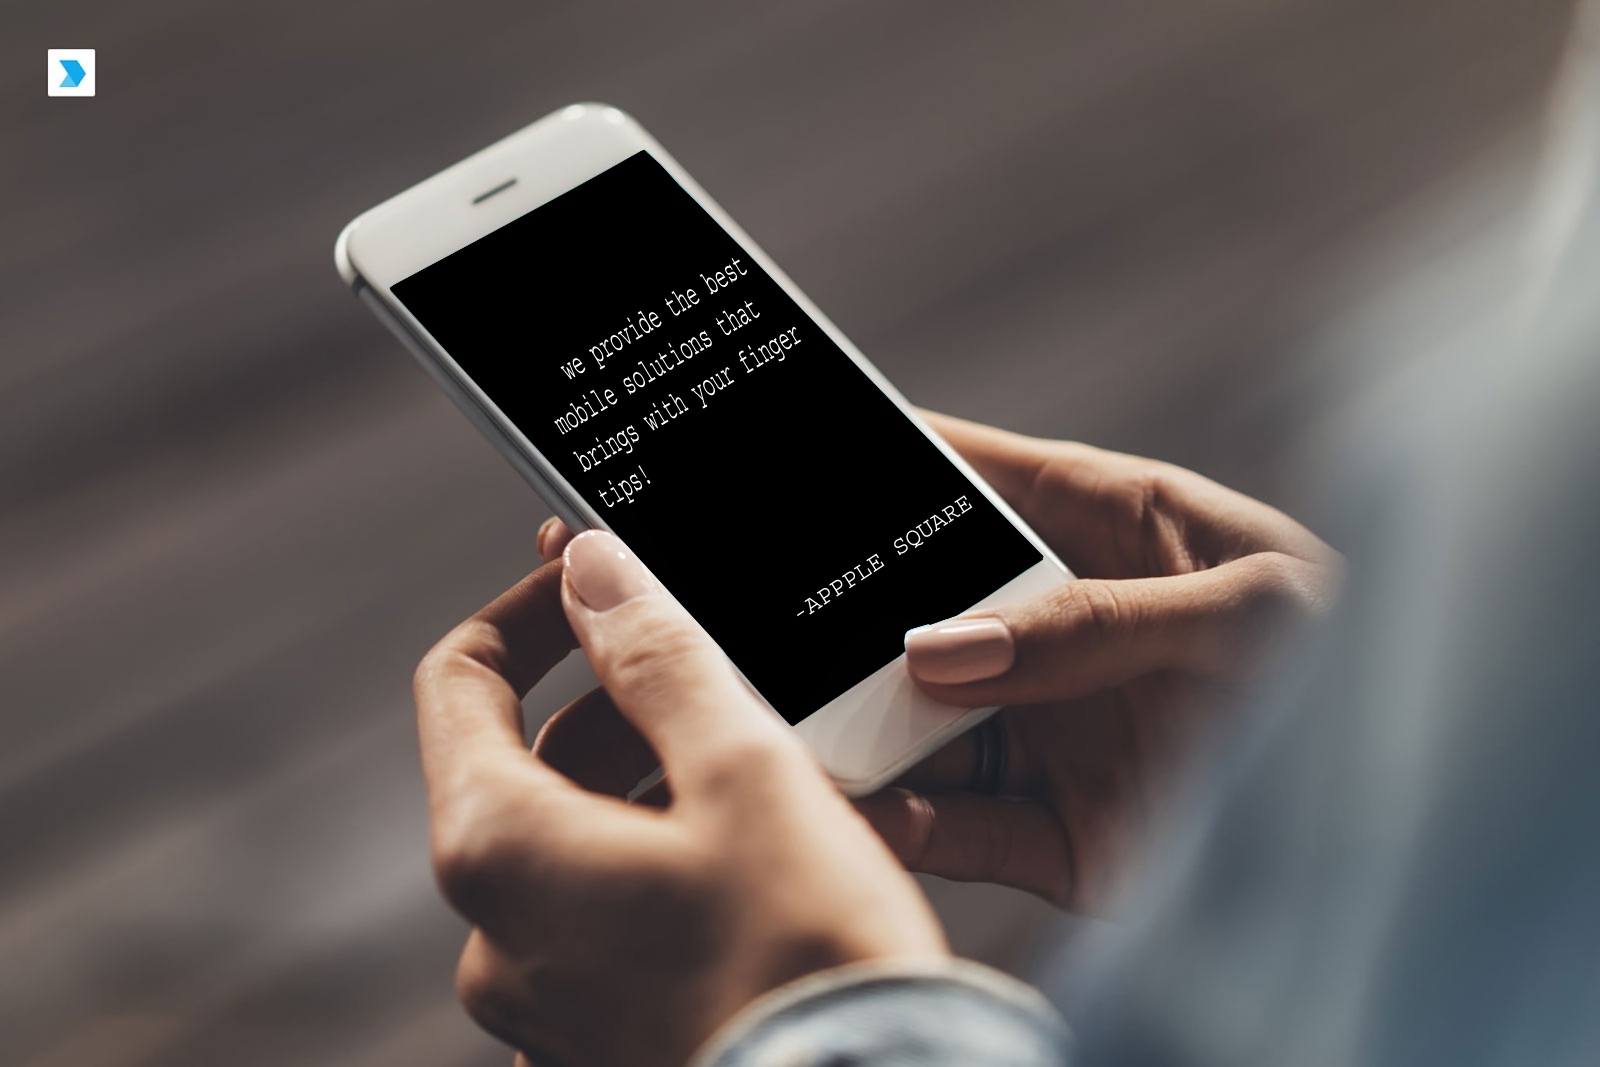 we provide the best
mobile solutions that
brings with your finger
tips!
-APPPLE SQUARE